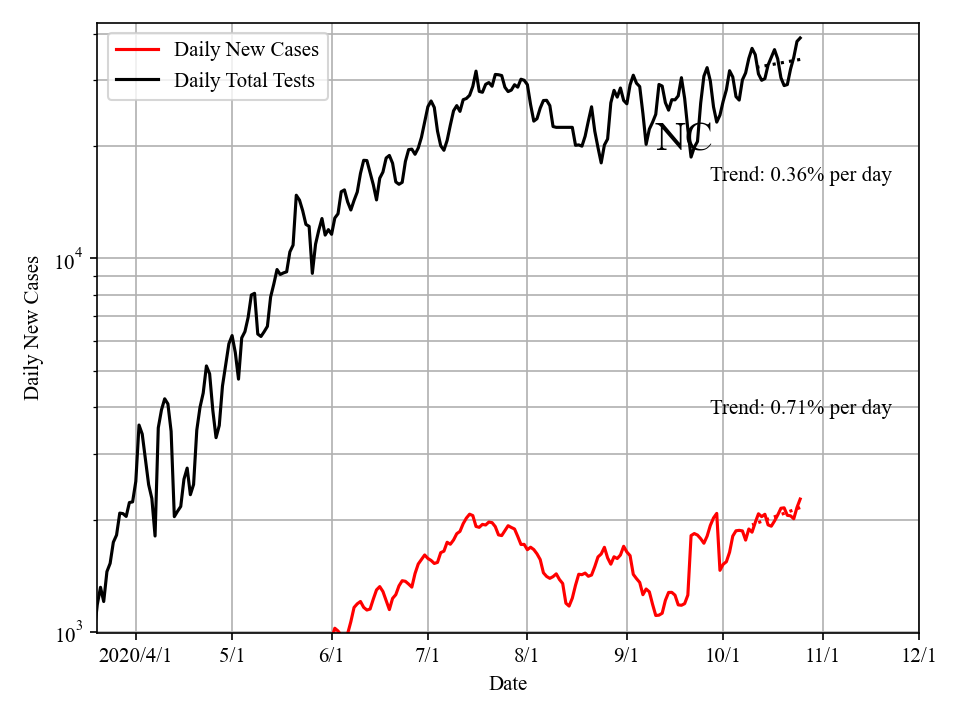 Daily New Cases
Daily Total Tests
NC
Trend: 0.36% per day
10^4
Daily New Cases
Trend: 0.71% per day
10^3
2020/4/1 5/1 6/1 7/1 8/1 9/1 10/1 11/1 12/1
Date